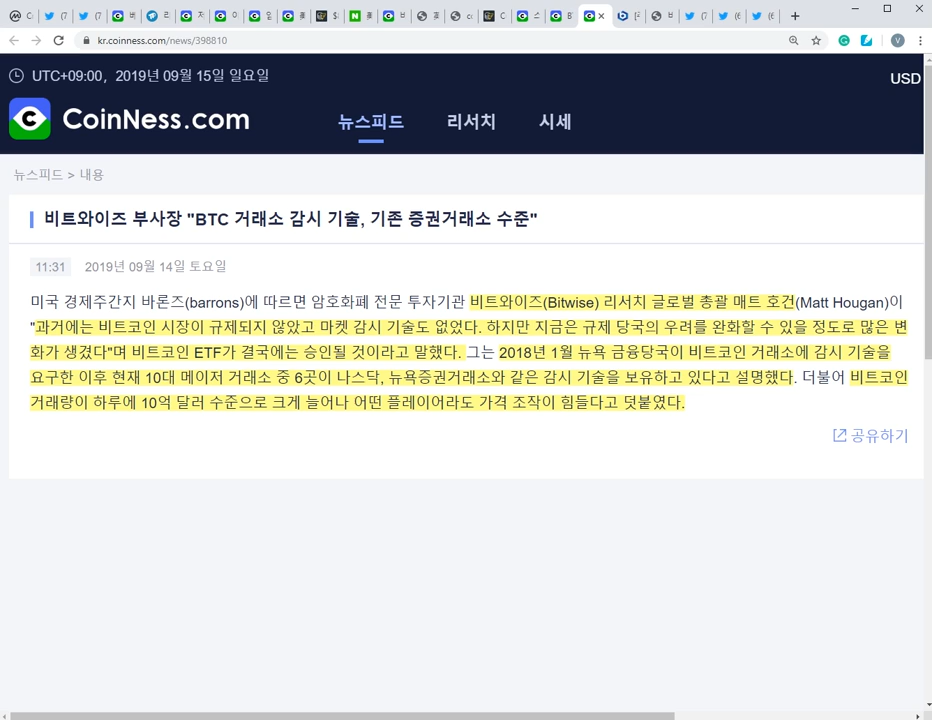 kr.coinness.com/news/398810
UTC+09:00, 2019년 09월 15일 일요일
USD
CoinNess.com
뉴스피드 리서치 시세
뉴스피드 > 내용
비트와이즈 부사장 "BTC 거래소 감시 기술, 기존 증권거래소 수준"
11:31 2019년 09월 14일 토요일
미국 경제주간지 바론즈(barrons)에 따르면 암호화폐 전문 투자기관 비트와이즈(Bitwise) 리서치 글로벌 총괄 매트 호건(Matt Hougan)이
"과거에는 비트코인 시장이 규제되지 않았고 마켓 감시 기술도 없었다. 하지만 지금은 규제 당국의 우려를 완화할 수 있을 정도로 많은 변
화가 생겼다"며 비트코인 ETF가 결국에는 승인될 것이라고 말했다. 그는 2018년 1월 뉴욕 금융당국이 비트코인 거래소에 감시 기술을
요구한 이후 현재 10대 메이저 거래소 중 6곳이 나스닥, 뉴욕증권거래소와 같은 감시 기술을 보유하고 있다고 설명했다. 더불어 비트코인
거래량이 하루에 10억 달러 수준으로 크게 늘어나 어떤 플레이어라도 가격 조작이 힘들다고 덧붙였다.
공유하기